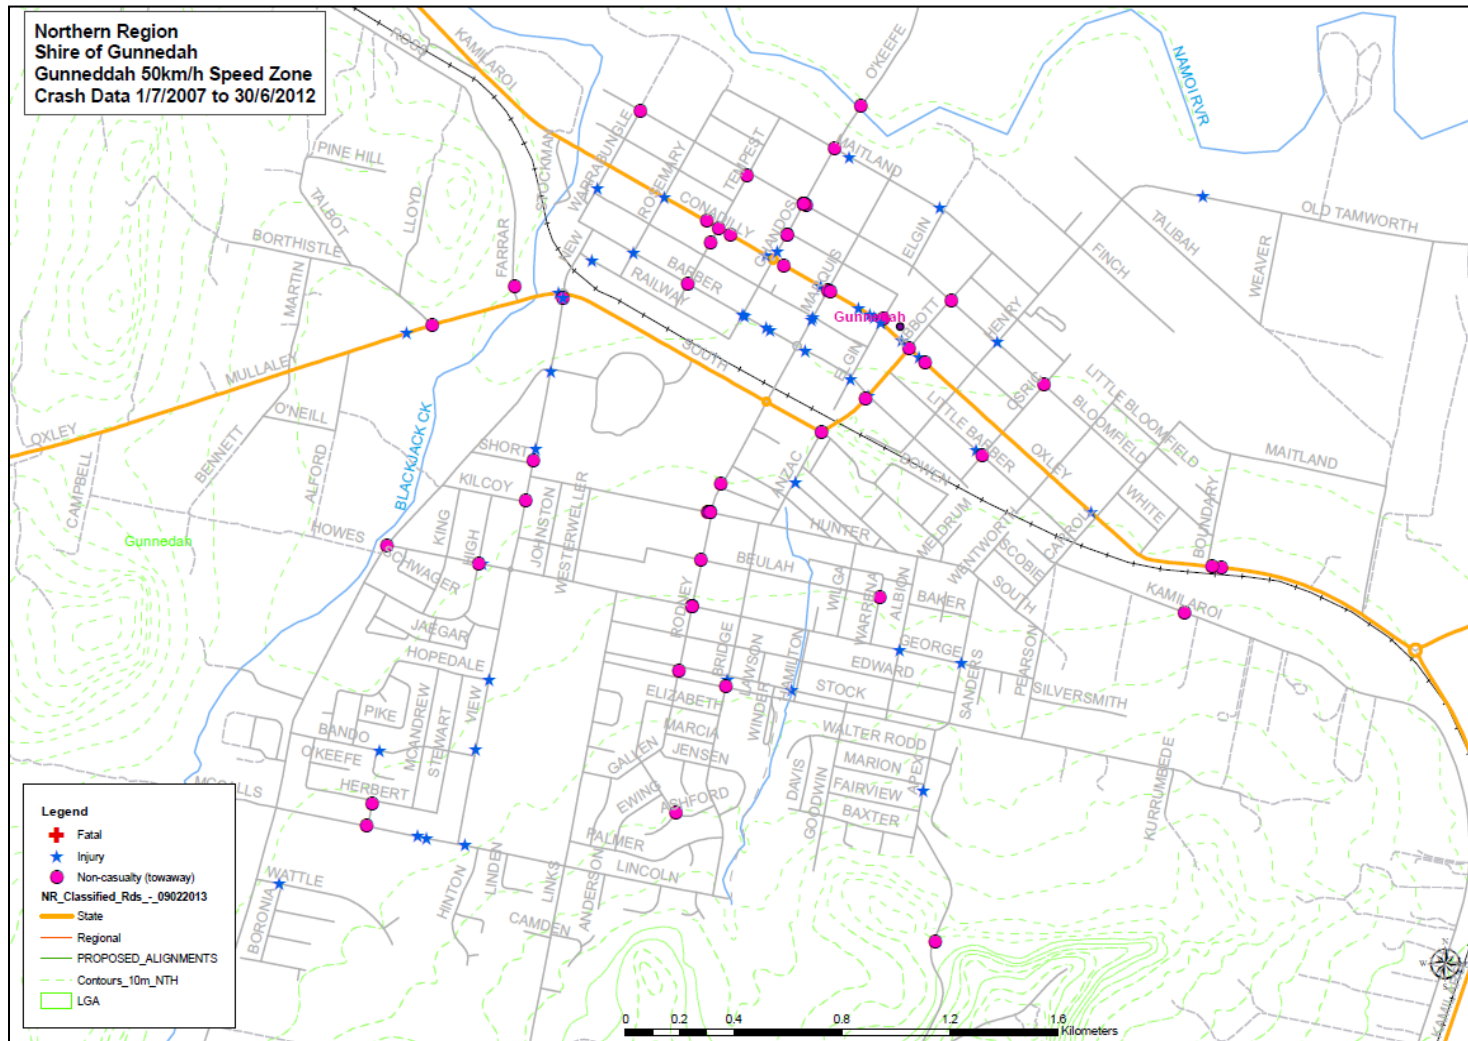 Northern Region
Shire of Gunnedah
Gunneddah 50km/h Speed Zone
Crash Data 1/7/2007 to 30/6/2012
ROSS
KAMILAROI
O'KEEFE
NAMOI RVR
PINE HILL
STOCKMAN
WARRABUNGLE
ROSEMARY
TEMPEST
MAITLAND
TALBOT
LLOYD
CONADILLY
CHANDOS
ELGIN
TALIBAH
OLD TAMWORTH
BORTHISTLE
FARRAR
NEW
BARBER
RAILWAY
MARQUIS
FINCH
WEAVER
MARTIN
Gunnedah
ABBOTT
HENRY
MULLALEY
SOUTH
ELGIN
OSRIC
LITTLE BLOOMFIELD
BLOOMFIELD
O'NEILL
OXLEY
BENNETT
ALFORD
CAMPBELL
BLACKJACK CK
SHORT
KILCOY
ANZAC
LITTLE BARBER
BOWEN
OXLEY
MAITLAND
WHITE
BOUNDARY
HOWES
Gunnedah
KING
HIGH
JOHNSTON
WESTERWELLER
HUNTER
MELDRUM
WENTWORTH
SCOBIE
CARROLL
SCHWAGER
BEULAH
WILGA
WARRENA
ALBION
BAKER
SOUTH
KAMILAROI
JAEGAR
RODNEY
GEORGE
HOPEDALE
BRIDGE
LAWSON
WINDER
HAMILTON
EDWARD
STOCK
SANDERS
PEARSON
SILVERSMITH
ELIZABETH
PIKE
MCANDREW
STEWART
VIEW
MARCIA
JENSEN
WALTER RODD
BANDO
O'KEEFE
GALLEN
MARION
APEX
KURRUMBEDE
HERBERT
EWING
ASHFORD
DAVIS
GOODWIN
FAIRVIEW
BAXTER
PALMER
LINCOLN
WATTLE
BORONIA
HINTON
LINDEN
LINKS
ANDERSON
CAMDEN
Legend
Fatal
Injury
Non-casualty (towaway)
NR_Classified_Rds_-_09022013
State
Regional
PROPOSED_ALIGNMENTS
Contours_10m_NTH
LGA
0 0.2 0.4 0.8 1.2 1.6
Kilometers
N
W
S